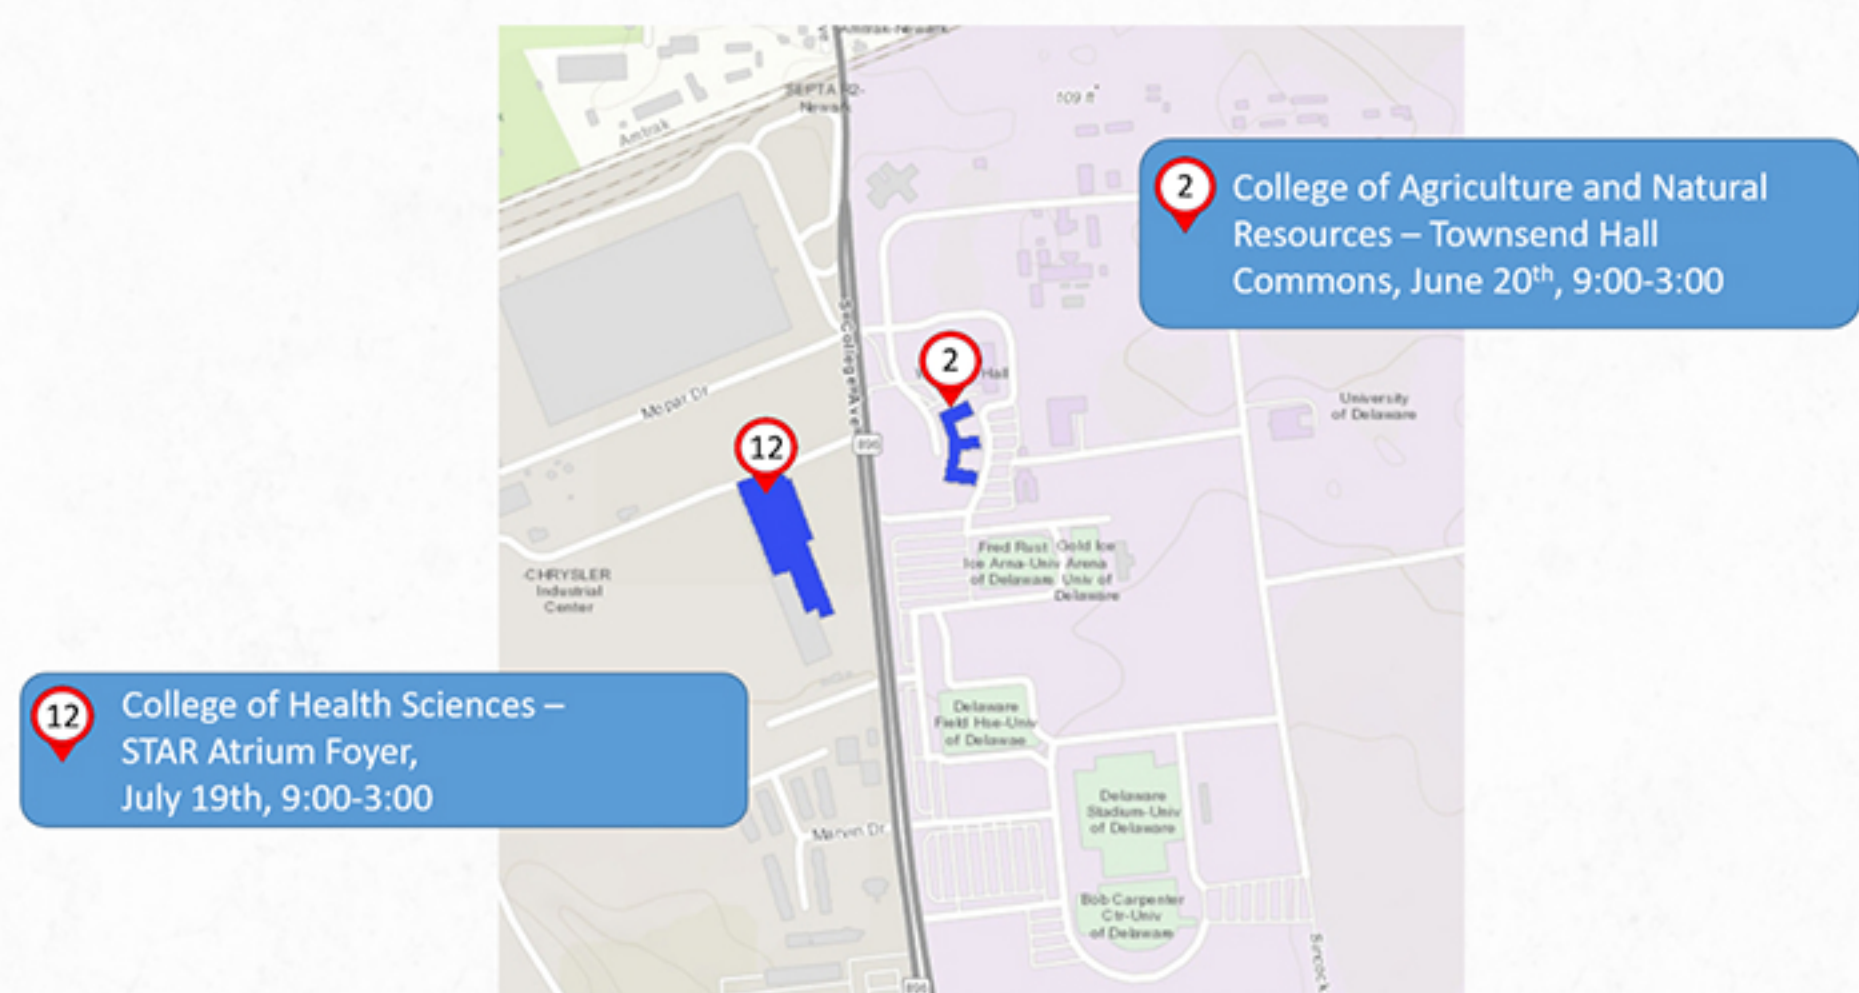 Amtrak-Newark
SEPTA R2-
Newark
Amtrak
109 ft
2
College of Agriculture and Natural
Resources – Townsend Hall
Commons, June 20th, 9:00-3:00
S College Ave
2
Hall
Mopar Dr
University
of Delaware
12
896
Fred Rust
Ice Arna-Univ
of Delaware
Gold Ice
Arena
Univ of
Delaware
-CHRYSLER
Industrial
Center
12
College of Health Sciences –
STAR Atrium Foyer,
July 19th, 9:00-3:00
Delaware
Field Hse-Univ
of Delawae
Delaware
Stadium-Univ
of Delaware
Marvin Dr
Bob Carpenter
Ctr-Univ
of Delaware
896